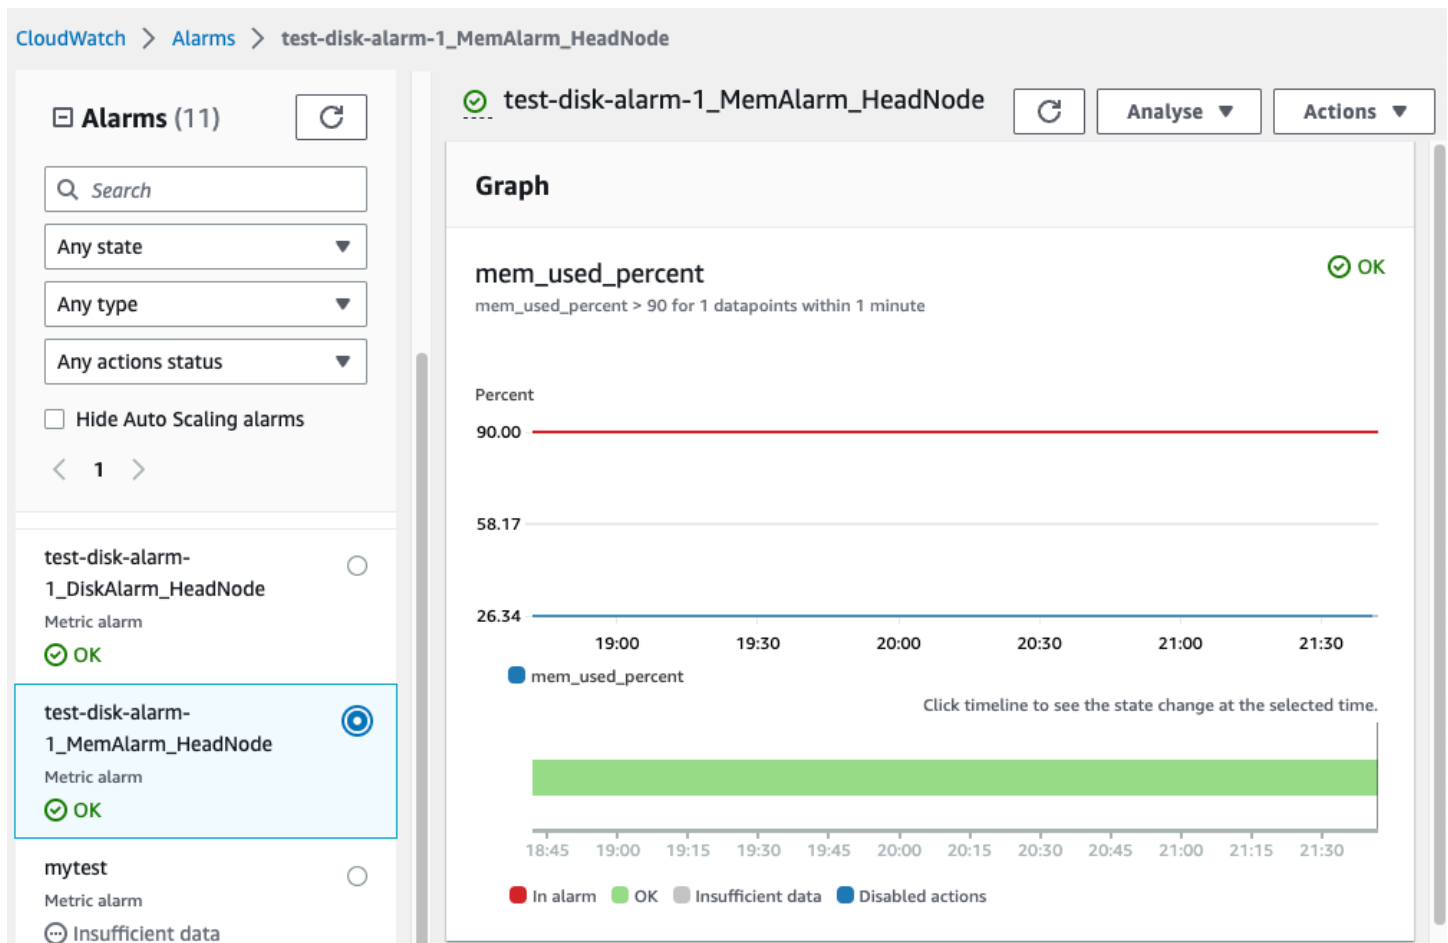 CloudWatch > Alarms > test-disk-alarm-1_MemAlarm_HeadNode
Alarms (11)
Search
Any state
Any type
Any actions status
Hide Auto Scaling alarms
1
test-disk-alarm-
1_DiskAlarm_HeadNode
Metric alarm
OK
test-disk-alarm-
1_MemAlarm_HeadNode
Metric alarm
OK
mytest
Metric alarm
Insufficient data
test-disk-alarm-1_MemAlarm_HeadNode
Analyse
Actions
Graph
mem_used_percent
OK
mem_used_percent > 90 for 1 datapoints within 1 minute
Percent
90.00
58.17
26.34
19:00 19:30 20:00 20:30 21:00 21:30
mem_used_percent
Click timeline to see the state change at the selected time.
18:45 19:00 19:15 19:30 19:45 20:00 20:15 20:30 20:45 21:00 21:15 21:30
In alarm OK Insufficient data Disabled actions